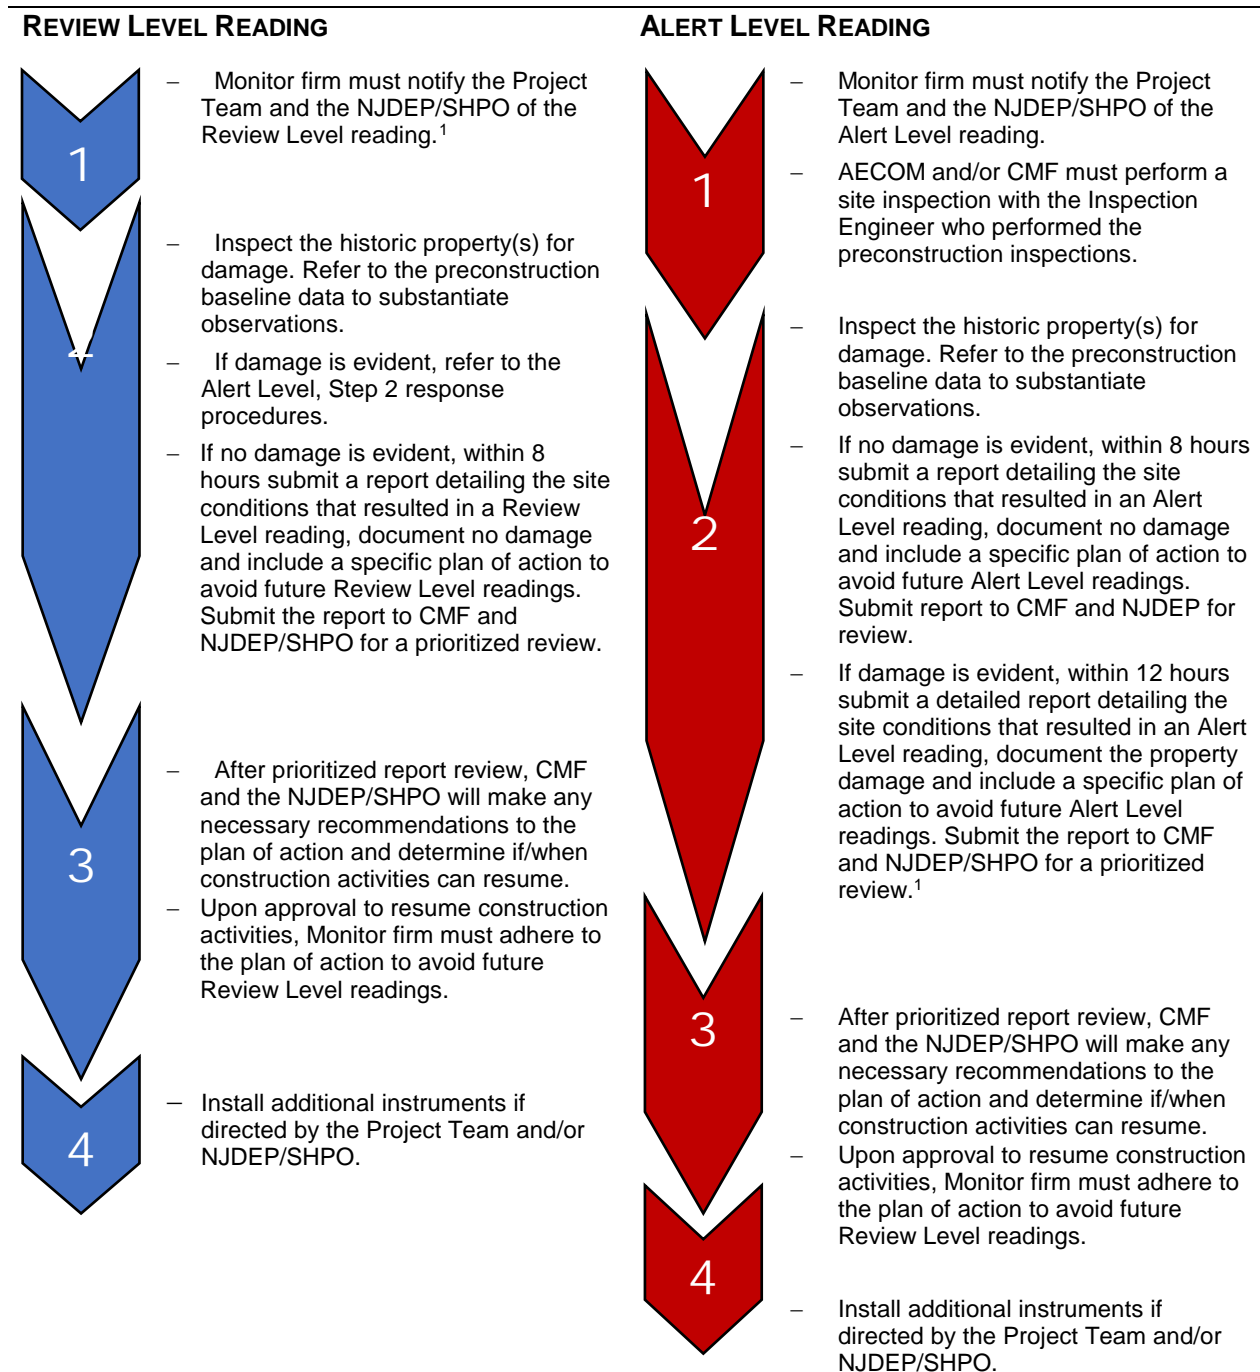 REVIEW LEVEL READING
1
– Monitor firm must notify the Project
Team and the NJDEP/SHPO of the
Review Level reading.1
2
– Inspect the historic property(s) for
damage. Refer to the preconstruction
baseline data to substantiate
observations.
– If damage is evident, refer to the
Alert Level, Step 2 response
procedures.
– If no damage is evident, within 8
hours submit a report detailing the site
conditions that resulted in a Review
Level reading, document no damage
and include a specific plan of action to
avoid future Review Level readings.
Submit the report to CMF and
NJDEP/SHPO for a prioritized review.
3
– After prioritized report review, CMF
and the NJDEP/SHPO will make any
necessary recommendations to the
plan of action and determine if/when
construction activities can resume.
– Upon approval to resume construction
activities, Monitor firm must adhere to
the plan of action to avoid future
Review Level readings.
4
– Install additional instruments if
directed by the Project Team and/or
NJDEP/SHPO.
ALERT LEVEL READING
1
– Monitor firm must notify the Project
Team and the NJDEP/SHPO of the
Alert Level reading.
– AECOM and/or CMF must perform a
site inspection with the Inspection
Engineer who performed the
preconstruction inspections.
2
– Inspect the historic property(s) for
damage. Refer to the preconstruction
baseline data to substantiate
observations.
– If no damage is evident, within 8 hours
submit a report detailing the site
conditions that resulted in an Alert
Level reading, document no damage
and include a specific plan of action to
avoid future Alert Level readings.
Submit report to CMF and NJDEP for
review.
– If damage is evident, within 12 hours
submit a detailed report detailing the
site conditions that resulted in an Alert
Level reading, document the property
damage and include a specific plan of
action to avoid future Alert Level
readings. Submit the report to CMF
and NJDEP/SHPO for a prioritized
review.1
3
– After prioritized report review, CMF
and the NJDEP/SHPO will make any
necessary recommendations to the
plan of action and determine if/when
construction activities can resume.
– Upon approval to resume construction
activities, Monitor firm must adhere to
the plan of action to avoid future
Review Level readings.
4
– Install additional instruments if
directed by the Project Team and/or
NJDEP/SHPO.